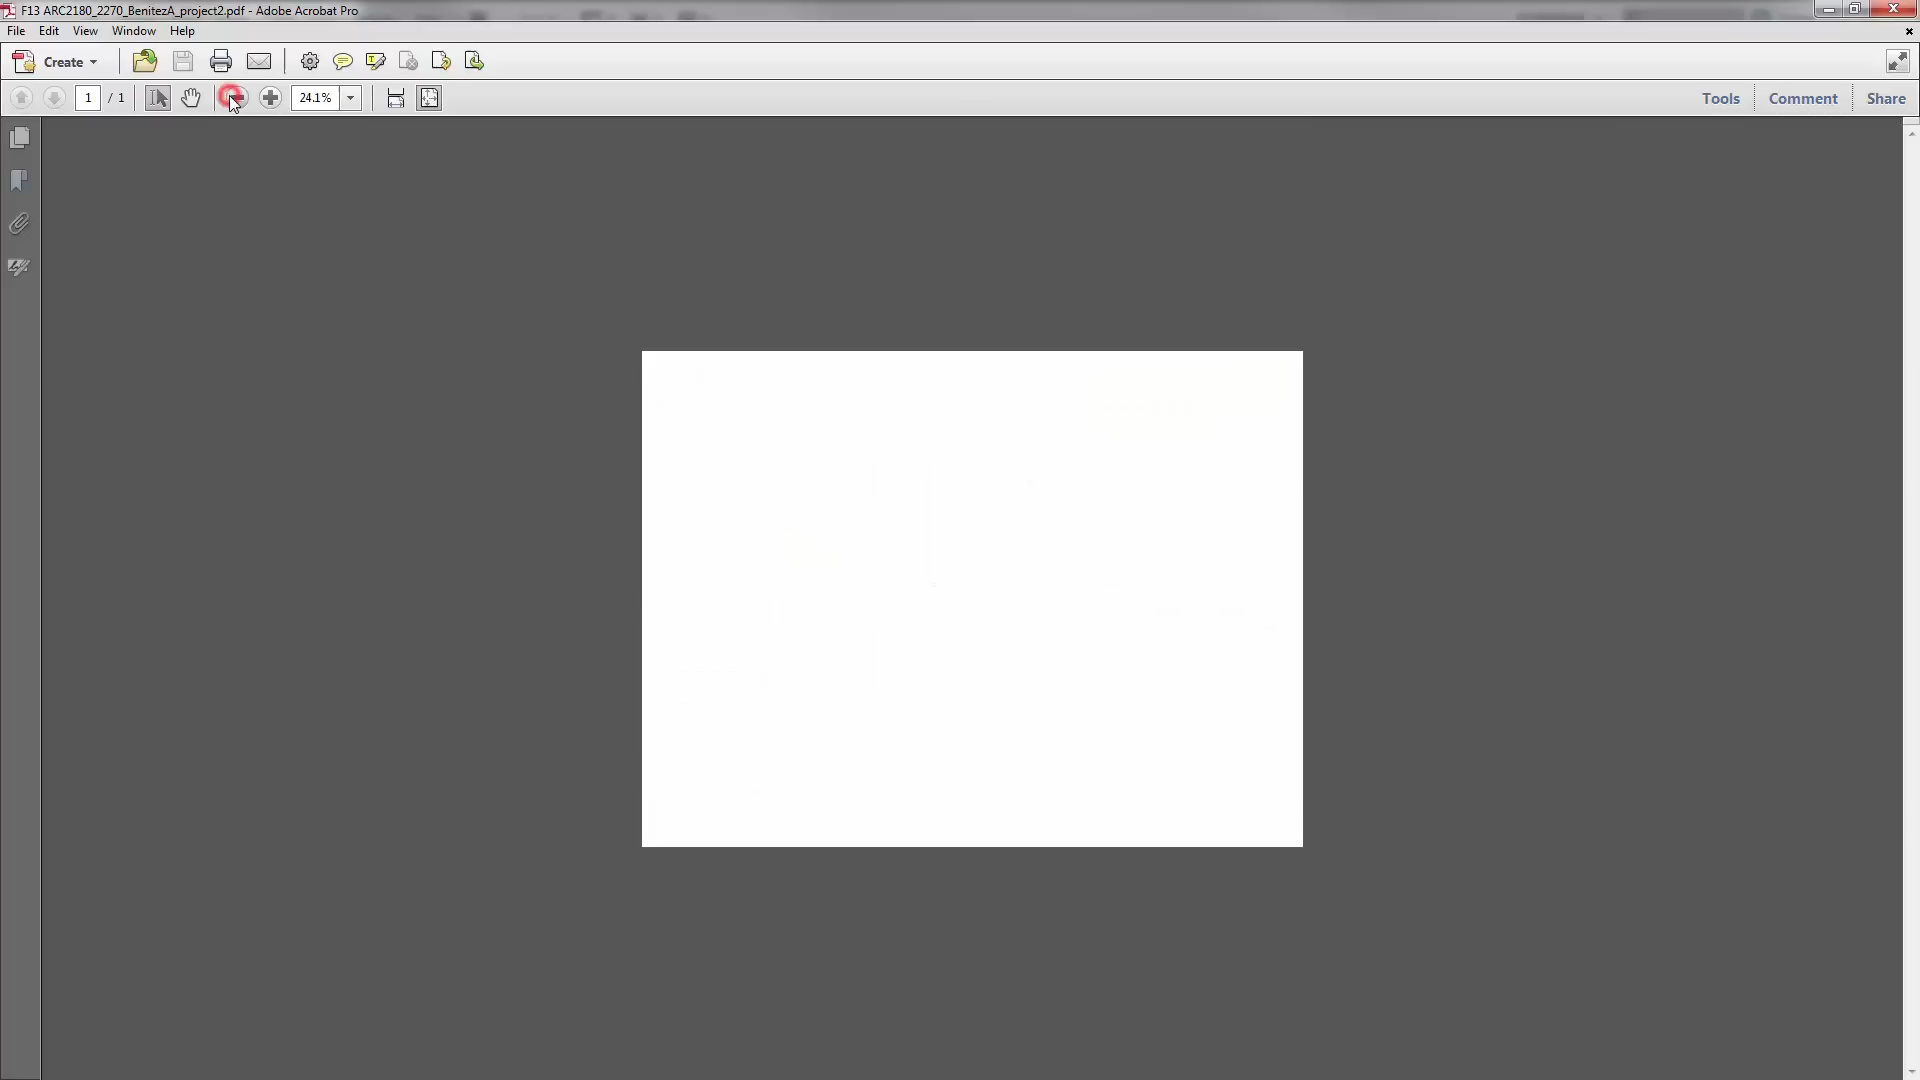 F13 ARC2180_2270_BenitezA_project2.pdf - Adobe Acrobat Pro
File Edit View Window Help
Create
1 / 1 24.1% Tools Comment Share